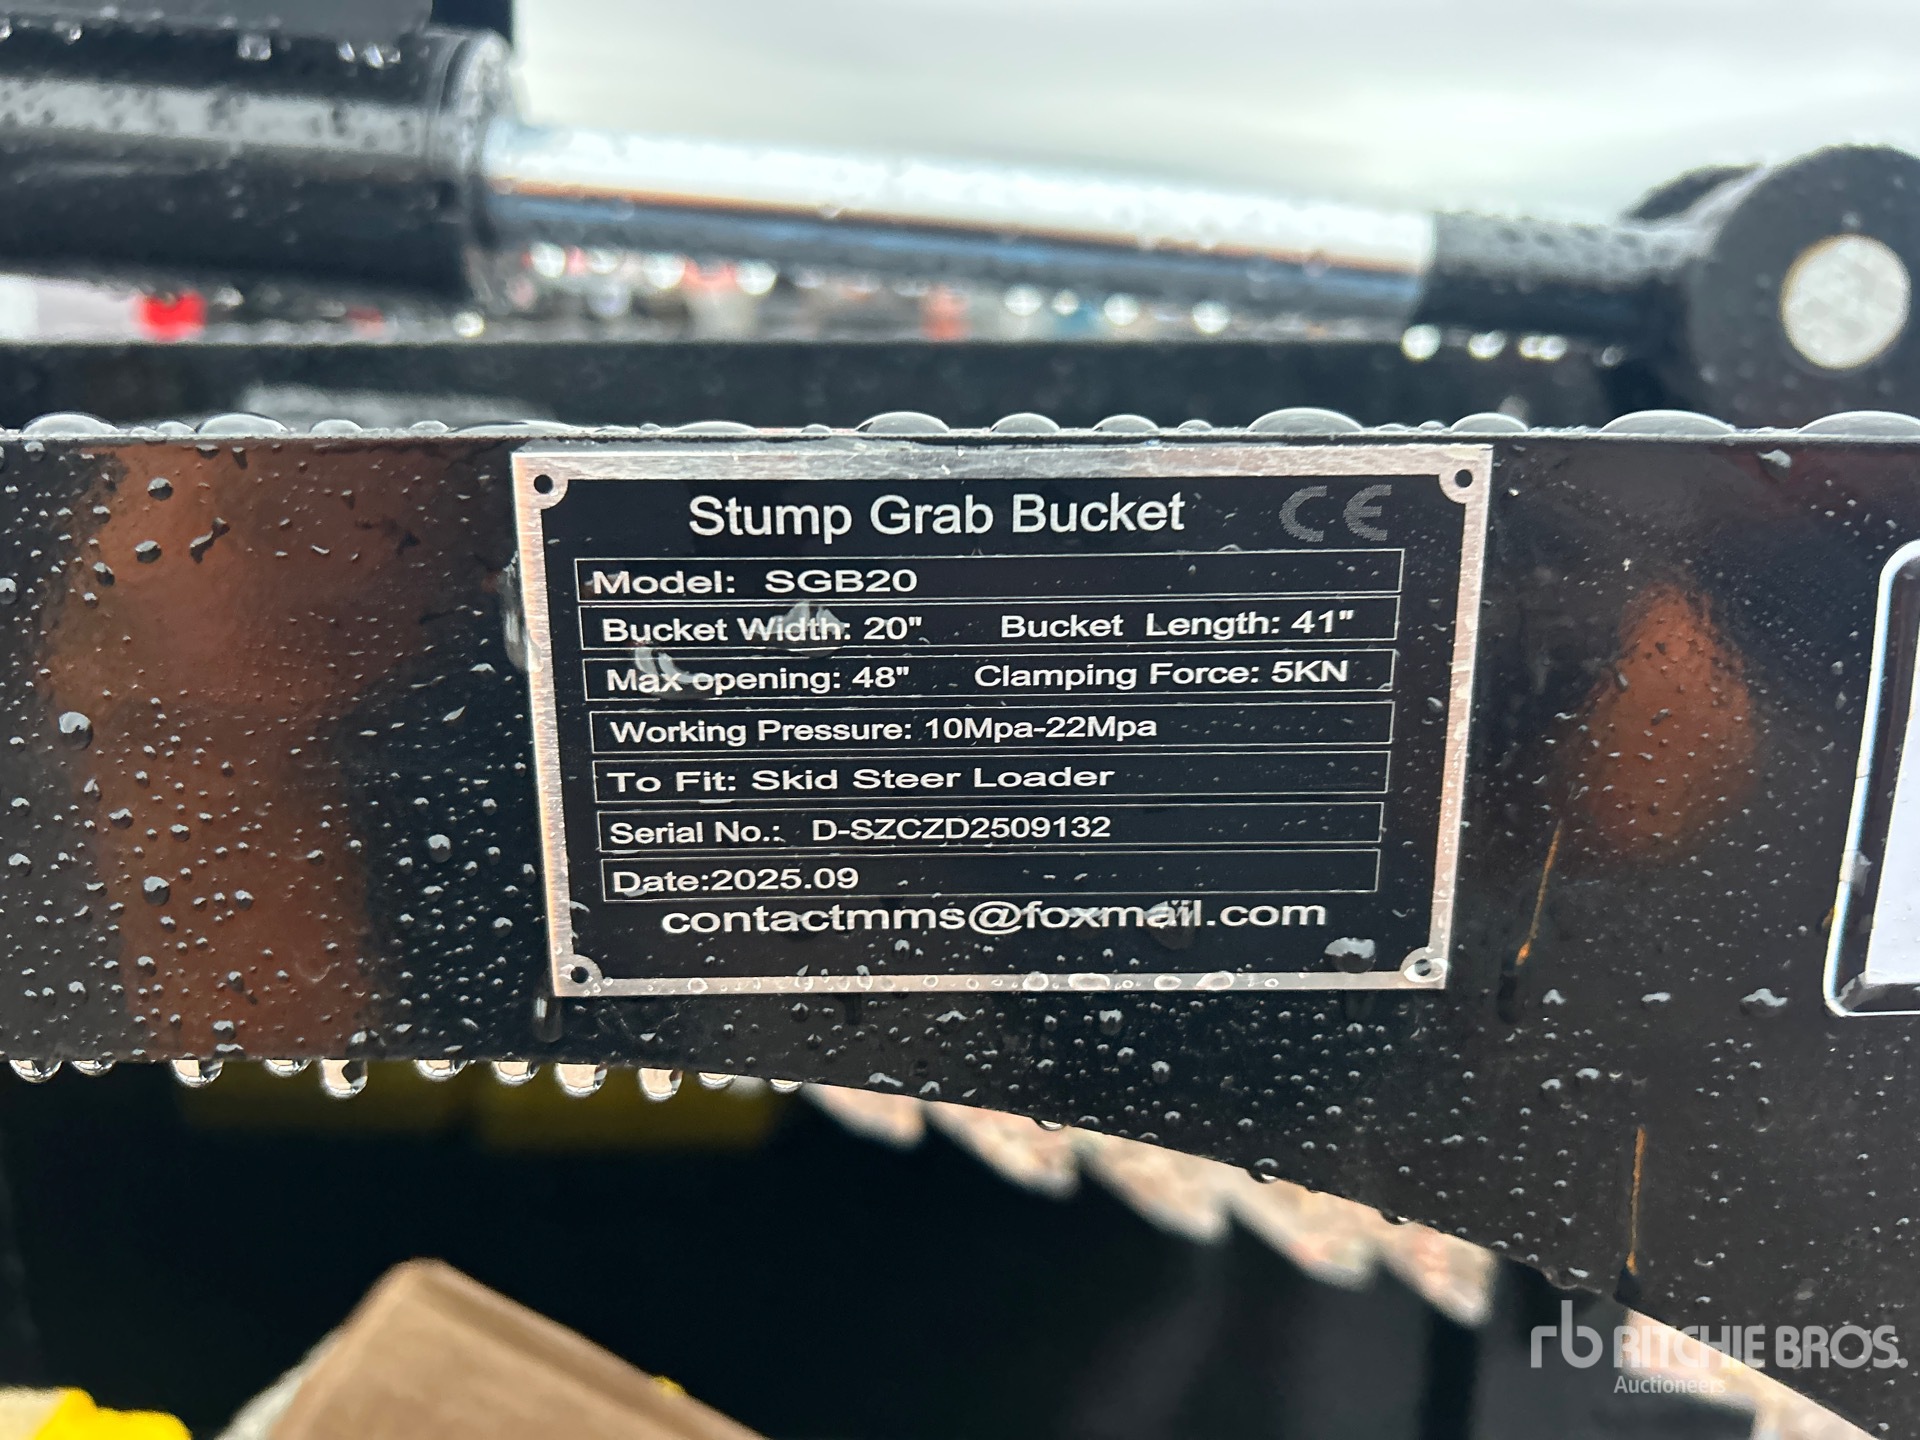 Stump Grab Bucket CE
Model: SGB20
Bucket Width: 20" Bucket Length: 41"
Max opening: 48" Clamping Force: 5KN
Working Pressure: 10Mpa-22Mpa
To Fit: Skid Steer Loader
Serial No.: D-SZCZD2509132
Date:2025.09
contactmms@foxmail.com
rb RITCHIE BROS.
Auctioneers